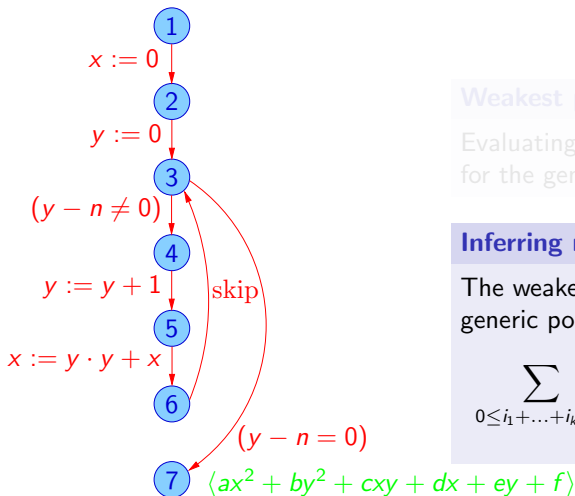 1
x := 0
2
y := 0
3
(y − n ≠ 0)
4
y := y + 1
skip
5
x := y · y + x
6
(y − n = 0)
7
⟨ax² + by² + cxy + dx + ey + f⟩
Weakest
Evaluating
for the gen
Inferring
The weake
generic po
∑
0≤i₁+...+iₖ